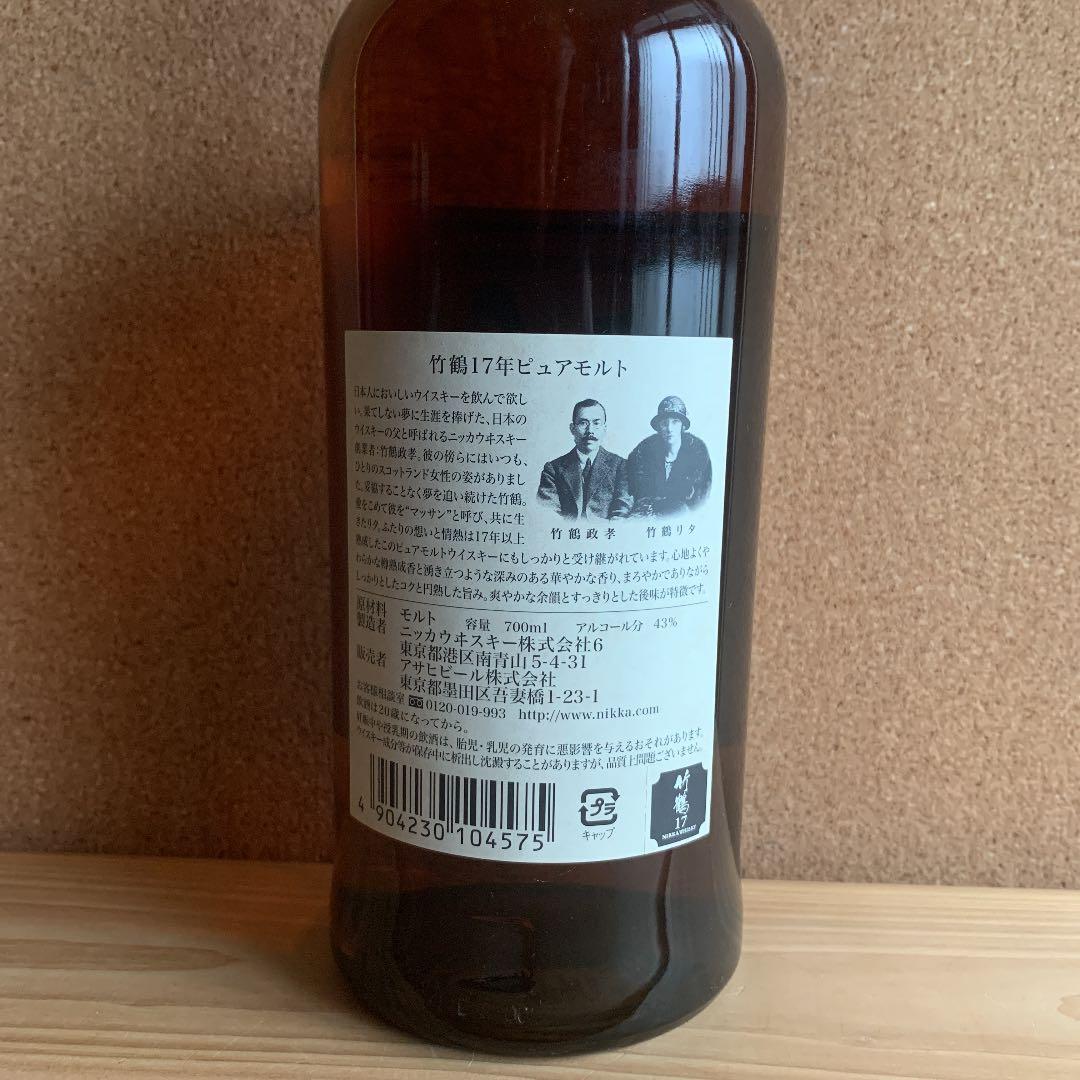 竹鶴17年ピュアモルト
日本人においしいウイスキーを飲んで欲し
い。果てしない夢に生涯を捧げた、日本の
ウイスキーの父と呼ばれるニッカウヰスキー
創業者:竹鶴政孝。彼の傍らにはいつも、
ひとりのスコットランド女性の姿がありまし
た。妥協することなく夢を追い続けた竹鶴。
愛をこめて彼を“マッサン”と呼び、共に生
きたリタ。ふたりの想いと情熱は17年以上
熟成したこのピュアモルトウイスキーにもしっかりと受け継がれています。心地よくや
わらかな樽熟成香と湧き立つような深みのある華やかな香り、まろやかでありながら
しっかりとしたコクと円熟した旨み。爽やかな余韻とすっきりとした後味が特徴です。
竹鶴政孝 竹鶴リタ
原材料 モルト 容量 700ml アルコール分 43%
製造者 ニッカウヰスキー株式会社6
東京都港区南青山5-4-31
販売者 アサヒビール株式会社
東京都墨田区吾妻橋1-23-1
お客様相談室 0120-019-993 http://www.nikka.com
飲酒は20歳になってから。
妊娠中や授乳期の飲酒は、胎児・乳児の発育に悪影響を与えるおそれがあります。
ウイスキー成分等が保存中に析出し沈澱することがありますが、品質上問題ございません。
4 904230 104575
プラ
キャップ
竹鶴
17
NIKKA WHISKY